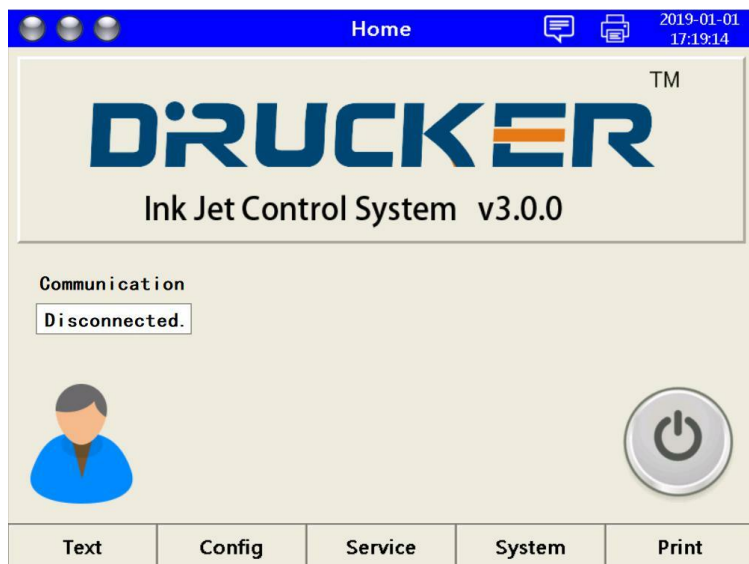 Home
2019-01-01
17:19:14
TM
DRUCKER
Ink Jet Control System v3.0.0
Communication
Disconnected.
Text Config Service System Print